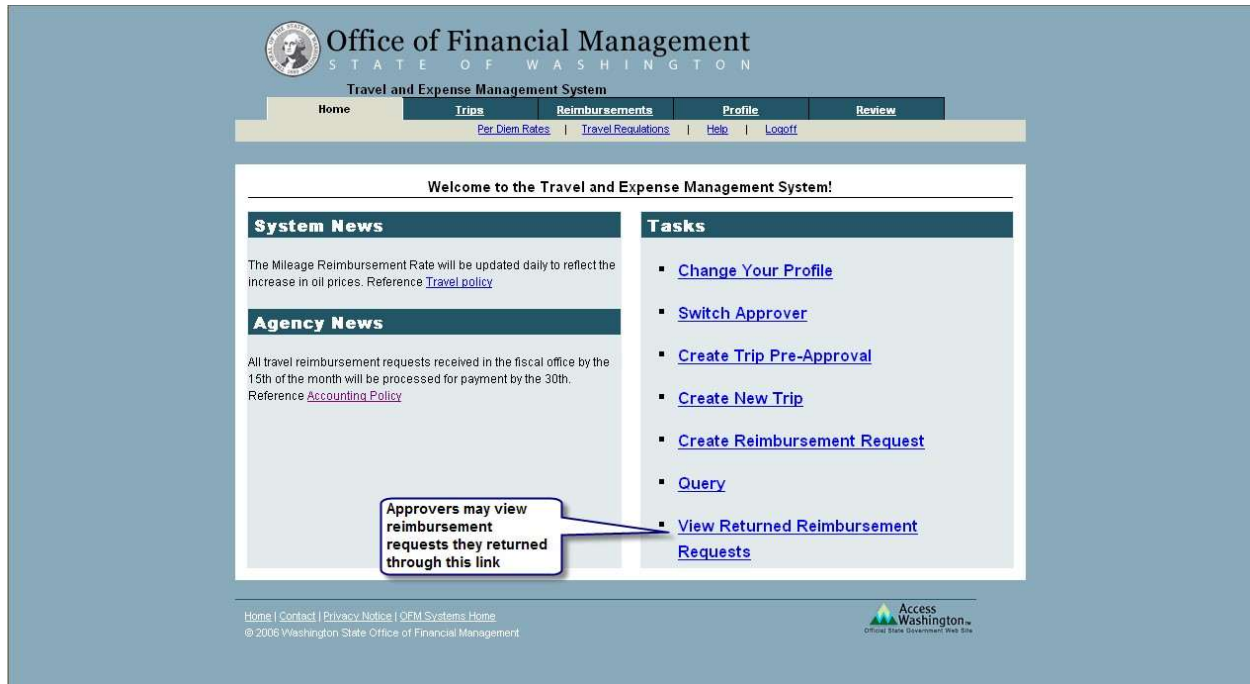 Office of Financial Management
STATE OF WASHINGTON
Travel and Expense Management System
Home Trips Reimbursements Profile Review
Per Diem Rates | Travel Regulations | Help | Logoff
Welcome to the Travel and Expense Management System!
System News
The Mileage Reimbursement Rate will be updated daily to reflect the
increase in oil prices. Reference Travel policy
Agency News
All travel reimbursement requests received in the fiscal office by the
15th of the month will be processed for payment by the 30th.
Reference Accounting Policy
Approvers may view
reimbursement
requests they returned
through this link
Tasks
Change Your Profile
Switch Approver
Create Trip Pre-Approval
Create New Trip
Create Reimbursement Request
Query
View Returned Reimbursement
Requests
Home | Contact | Privacy Notice | OFM Systems Home
© 2006 Washington State Office of Financial Management
Access
Washington
Official State Government Web Site